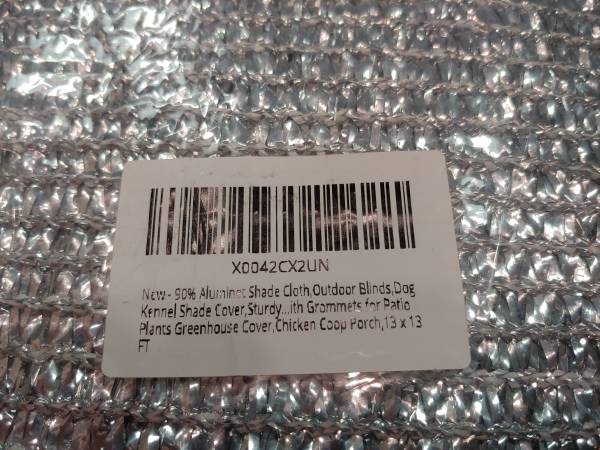 X0042CX2UN
New - 90% Aluminet Shade Cloth,Outdoor Blinds,Dog
Kennel Shade Cover,Sturdy...ith Grommets for Patio
Plants Greenhouse Cover,Chicken Coop Porch,13 x 13
FT